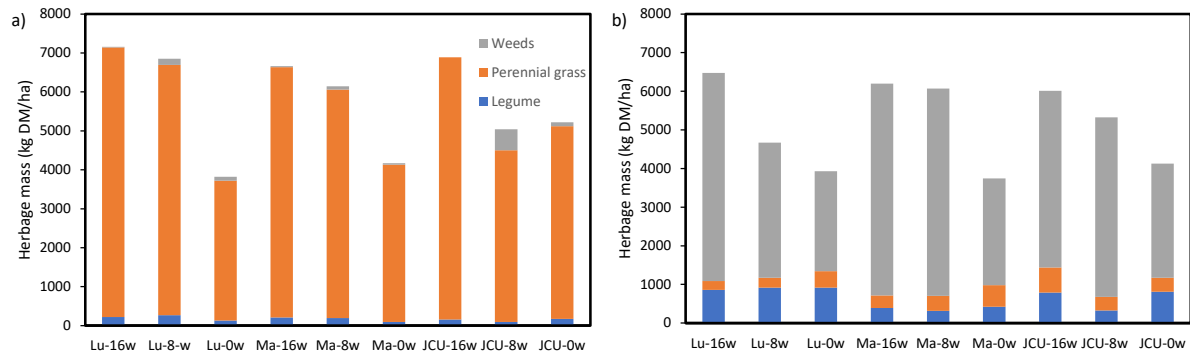 a)
Herbage mass (kg DM/ha)
8000
7000
6000
5000
4000
3000
2000
1000
0
Weeds
Perennial grass
Legume
Lu-16w Lu-8-w Lu-0w Ma-16w Ma-8w Ma-0w JCU-16w JCU-8w JCU-0w
b)
Herbage mass (kg DM/ha)
8000
7000
6000
5000
4000
3000
2000
1000
0
Lu-16w Lu-8w Lu-0w Ma-16w Ma-8w Ma-0w JCU-16w JCU-8w JCU-0w